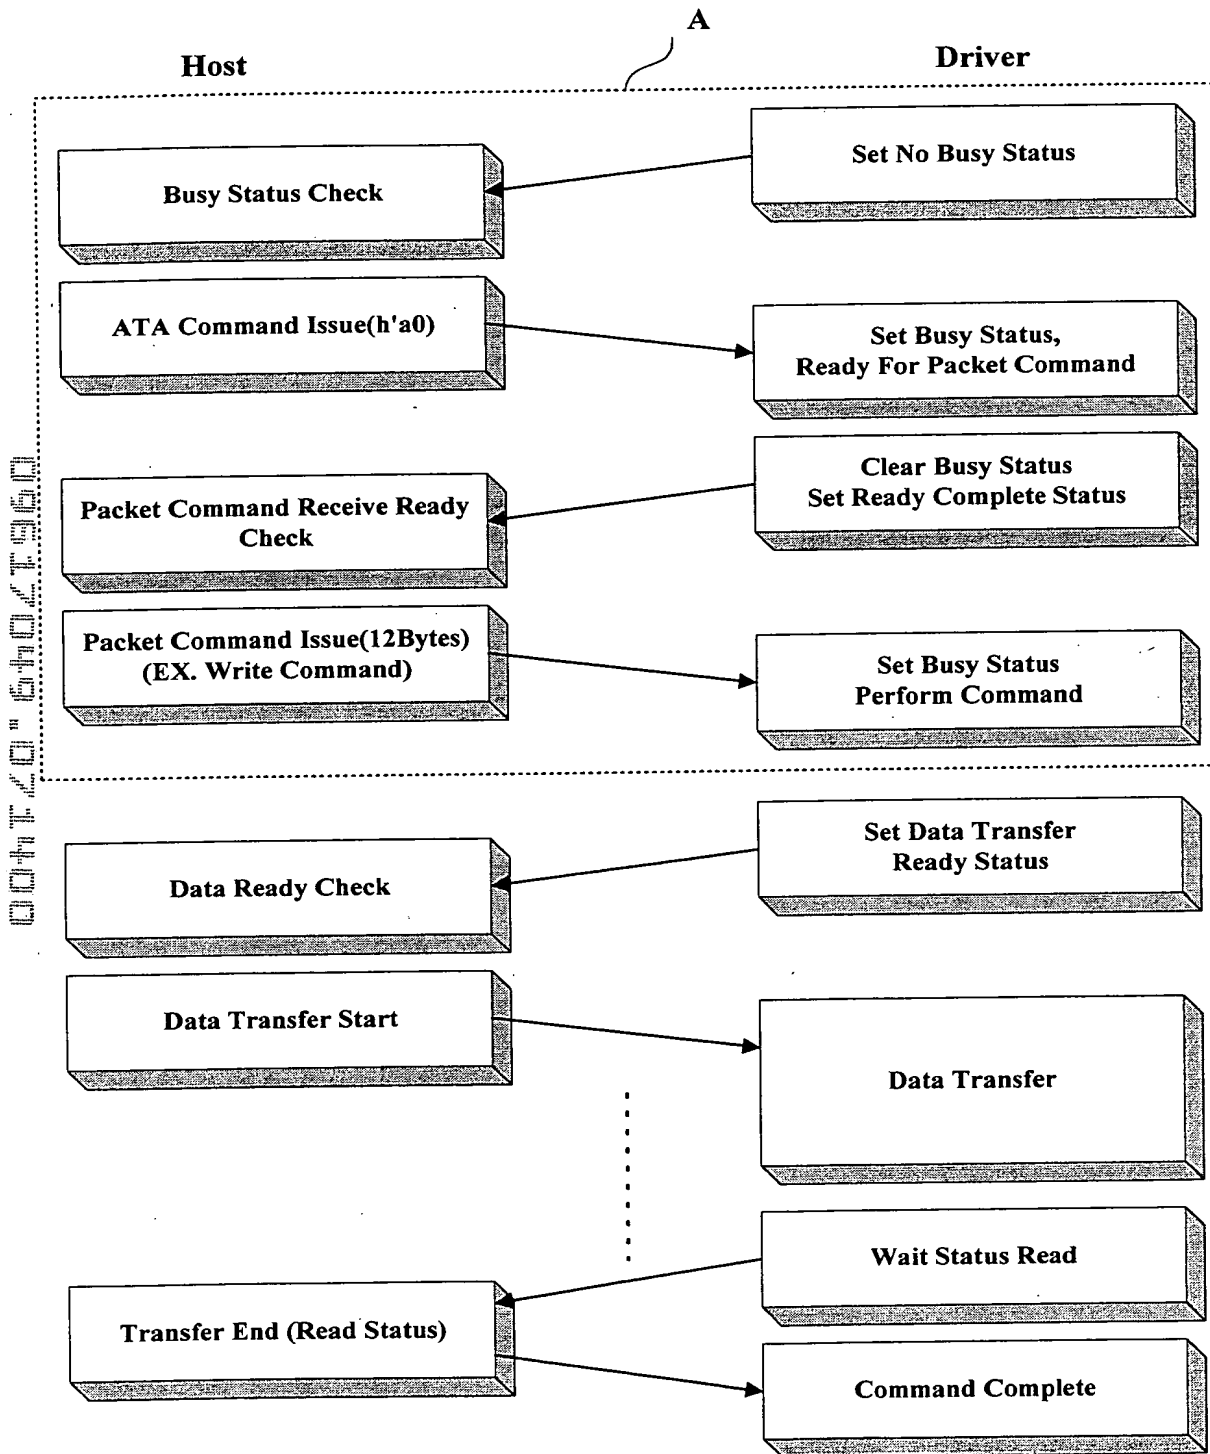 A
Host
Driver
Set No Busy Status
Busy Status Check
ATA Command Issue(h'a0)
Set Busy Status,
Ready For Packet Command
Clear Busy Status
Set Ready Complete Status
Packet Command Receive Ready
Check
Packet Command Issue(12Bytes)
(EX. Write Command)
Set Busy Status
Perform Command
Set Data Transfer
Ready Status
Data Ready Check
Data Transfer Start
Data Transfer
Wait Status Read
Transfer End (Read Status)
Command Complete